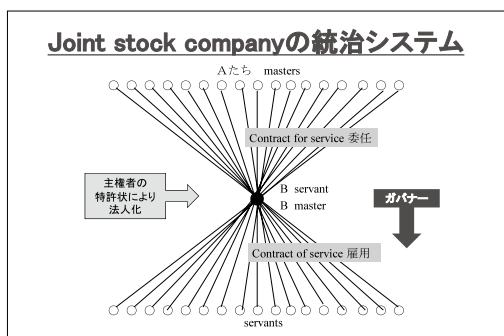 Joint stock companyの統治システム
Aたち masters
Contract for service 委任
主権者の
特許状により
法人化
B servant
B master
ガバナー
Contract of service 雇用
servants